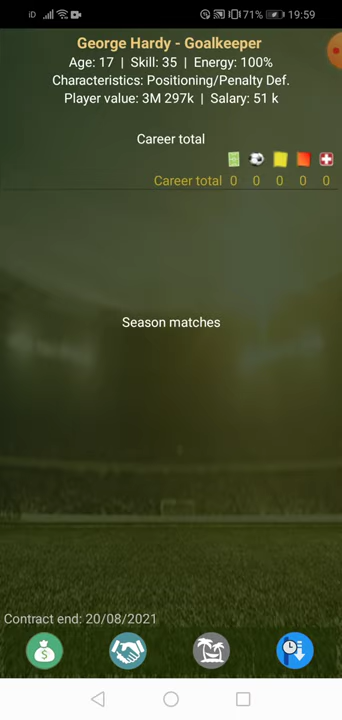 iD 71% 19:59
George Hardy - Goalkeeper
Age: 17 | Skill: 35 | Energy: 100%
Characteristics: Positioning/Penalty Def.
Player value: 3M 297k | Salary: 51 k
Career total
Career total 0 0 0 0 0
Season matches
Contract end: 20/08/2021
$